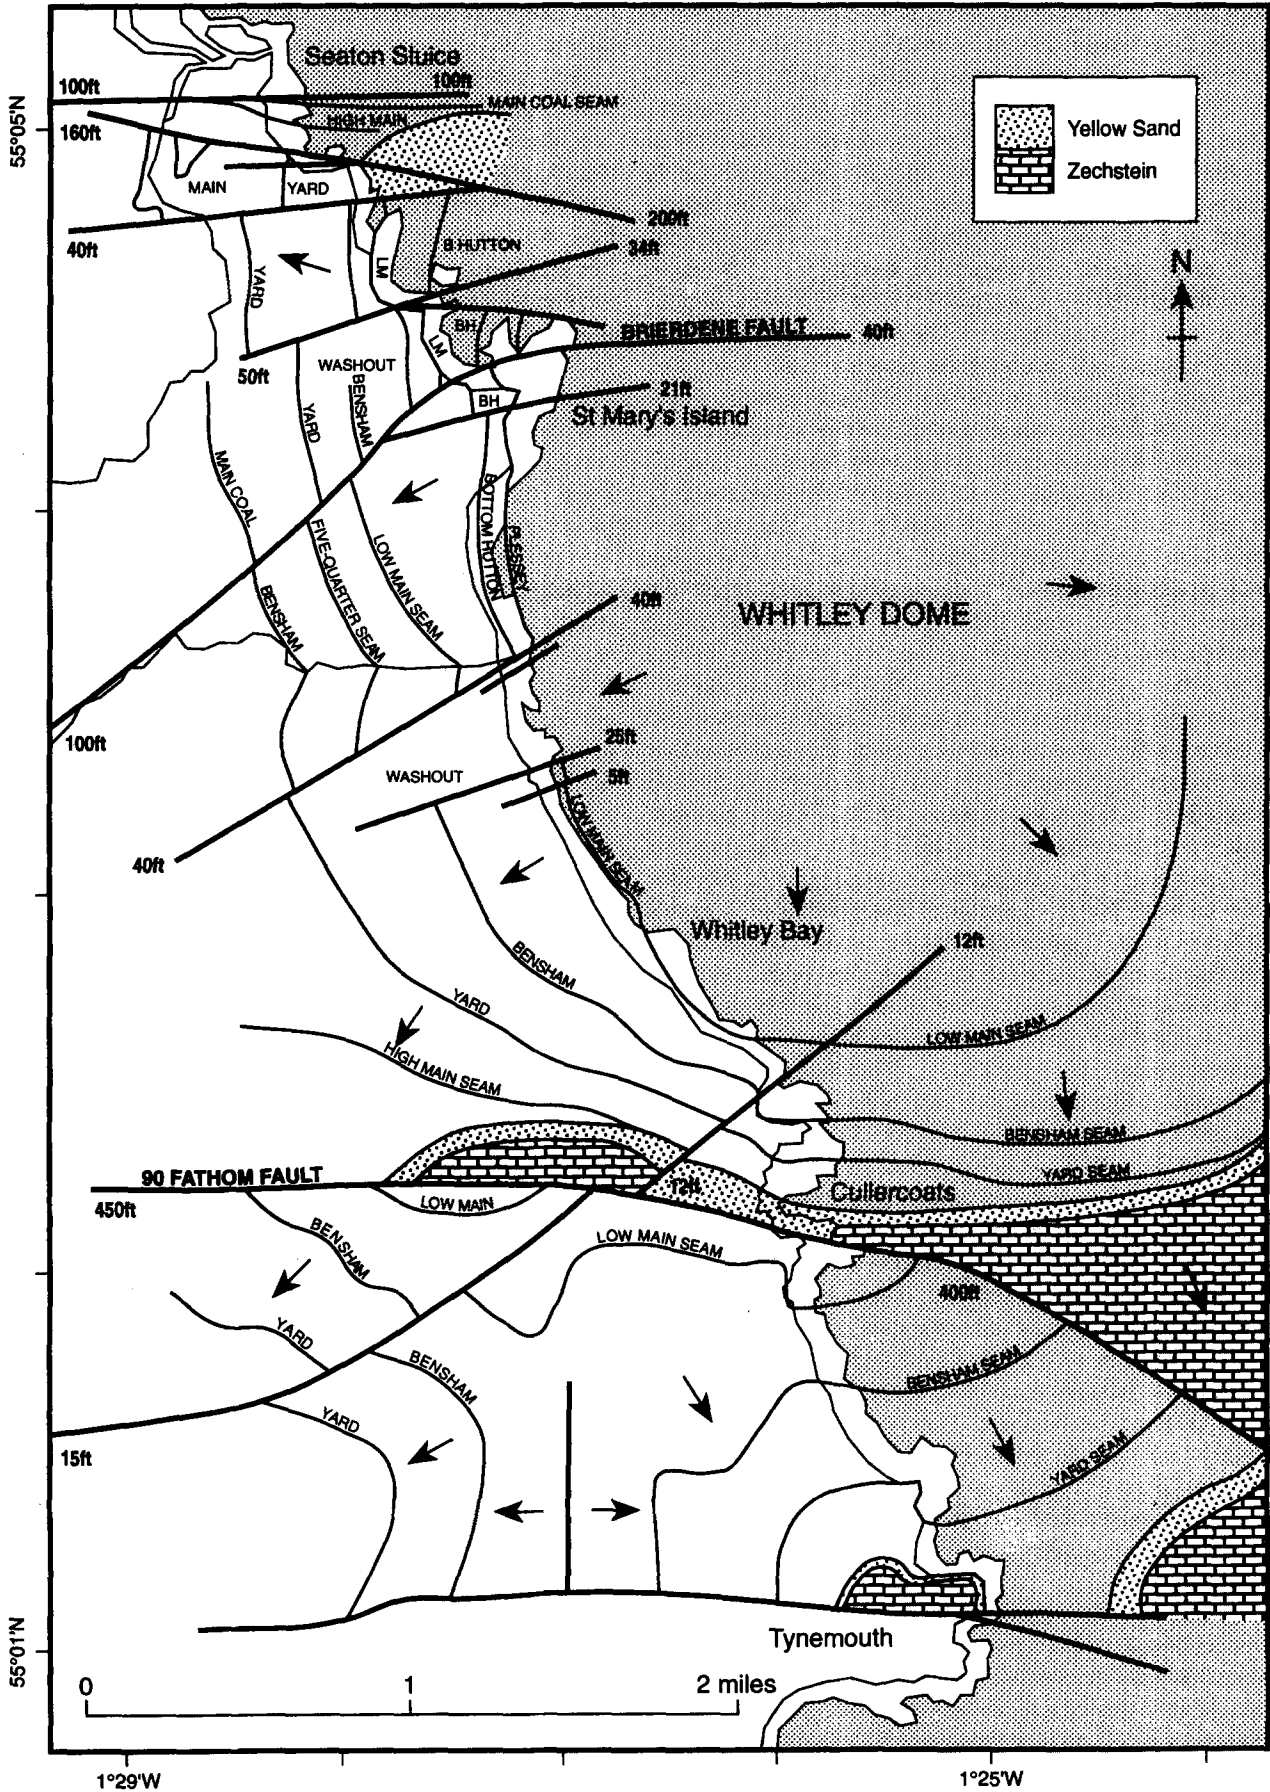 Seaton Sluice
100ft
100ft
MAIN COAL SEAM
HIGH MAIN
55°05'N
160ft
Yellow Sand
Zechstein
MAIN
YARD
200ft
40ft
B HUTTON
34ft
N
YARD
LM
BH
BRIERDENE FAULT
40ft
LM
50ft
WASHOUT
21ft
BH
St Mary's Island
YARD
BENSHAM
MAIN COAL
BOTTOM HUTTON
PLESSEY
FIVE-QUARTER SEAM
LOW MAIN SEAM
BENSHAM
40ft
WHITLEY DOME
100ft
25ft
WASHOUT
5ft
LOW MAIN SEAM
40ft
Whitley Bay
12ft
BENSHAM
YARD
LOW MAIN SEAM
HIGH MAIN SEAM
BENSHAM SEAM
YARD SEAM
90 FATHOM FAULT
12ft
Cullercoats
450ft
LOW MAIN
BENSHAM
LOW MAIN SEAM
400ft
YARD
BENSHAM
BENSHAM SEAM
YARD
15ft
YARD SEAM
Tynemouth
55°01'N
0
1
2 miles
1°29'W
1°25'W